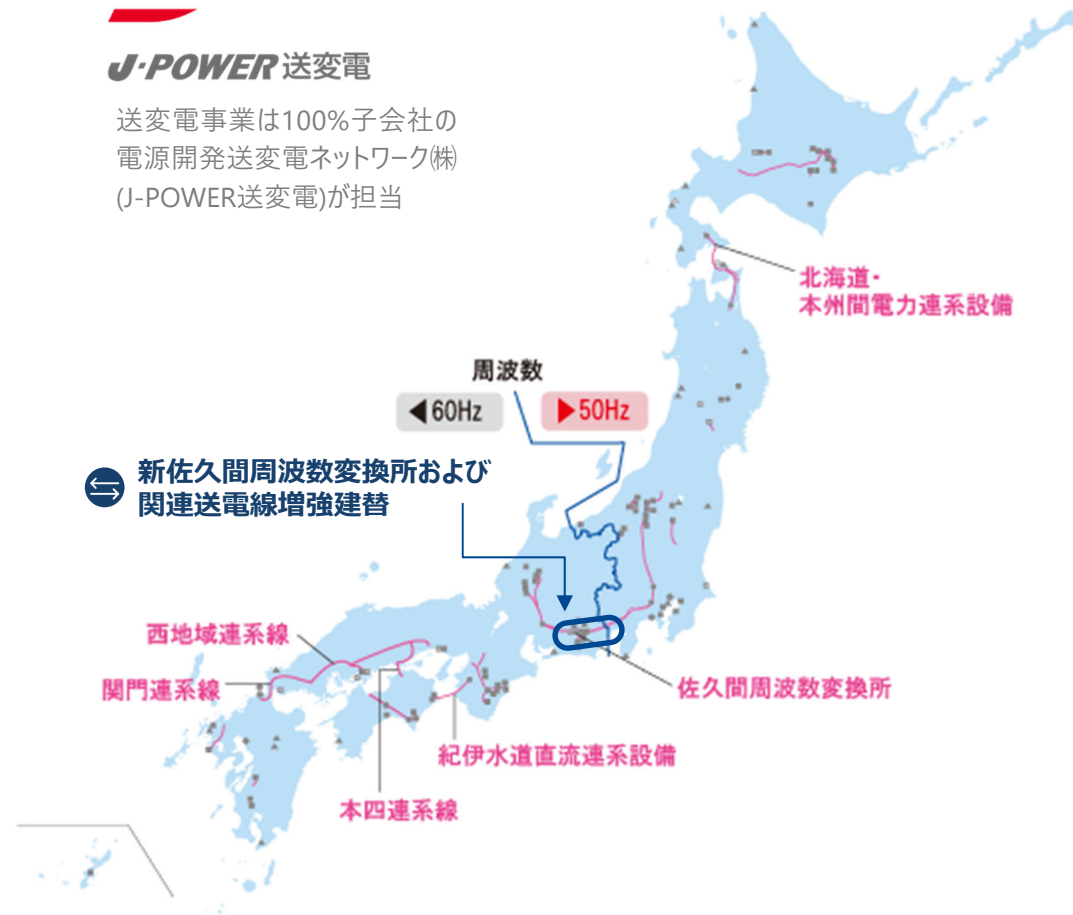 J-POWER 送変電
送変電事業は100%子会社の
電源開発送変電ネットワーク㈱
(J-POWER送変電)が担当
北海道・
本州間電力連系設備
周波数
◀60Hz ▶50Hz
新佐久間周波数変換所および
関連送電線増強建替
西地域連系線
関門連系線
佐久間周波数変換所
紀伊水道直流連系設備
本四連系線